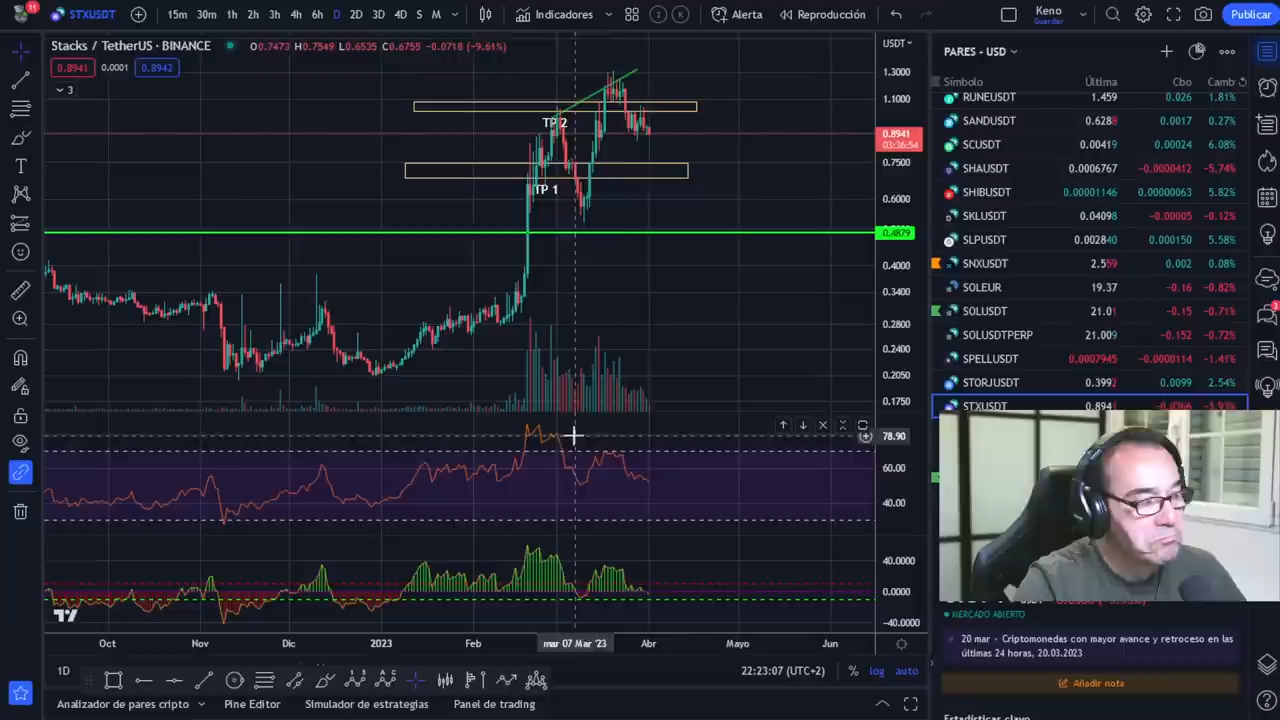 11
STXUSDT
15m 30m 1h 2h 3h 4h 6h D 2D 3D 4D S M
Indicadores
2 K
Alerta
Reproducción
Keno
Guardar
Publicar
Stacks / TetherUS · BINANCE O0.7473 H0.7549 L0.6535 C0.6755 -0.0718 (-9.61%)
0.8941 0.0001 0.8942
3
USDT
1.3000
1.1000
0.8941
03:36:54
0.7500
0.6000
0.4879
0.4000
0.3400
0.2800
0.2400
0.2050
0.1750
TP 2
TP 1
78.90
60.00
40.00
40.0000
0.0000
-40.0000
Oct Nov Dic 2023 Feb mar 07 Mar '23 Abr Mayo Jun
1D
22:23:07 (UTC+2) % log auto
Analizador de pares cripto Pine Editor Simulador de estrategias Panel de trading
PARES - USD
Símbolo Última Cbo Camb
RUNEUSDT 1.459 0.026 1.81%
SANDUSDT 0.6288 0.0017 0.27%
SCUSDT 0.00419 0.00024 6.08%
SHAUSDT 0.0006767 -0.0000412 -5.74%
SHIBUSDT 0.00001146 0.00000063 5.82%
SKLUSDT 0.04098 -0.00005 -0.12%
SLPUSDT 0.002840 0.000150 5.58%
SNXUSDT 2.559 0.002 0.08%
SOLEUR 19.37 -0.16 -0.82%
SOLUSDT 21.01 -0.15 -0.71%
SOLUSDTPERP 21.009 -0.152 -0.72%
SPELLUSDT 0.0007945 -0.0000114 -1.41%
STORJUSDT 0.3992 0.0099 2.54%
STXUSDT 0.894
3
MERCADO ABIERTO
20 mar · Criptomonedas con mayor avance y retroceso en las
últimas 24 horas, 20.03.2023
Añadir nota